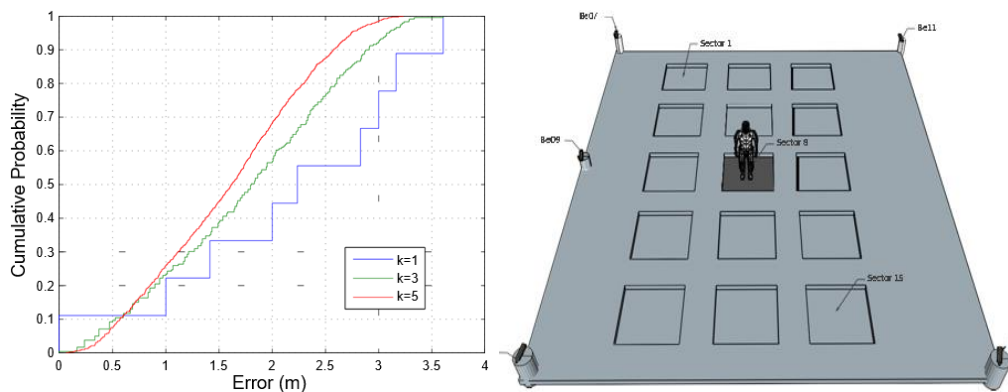 1
0.9
0.8
0.7
0.6
0.5
0.4
0.3
0.2
0.1
0
Cumulative Probability
k=1
k=3
k=5
0 0.5 1 1.5 2 2.5 3 3.5 4
Error (m)
Be07
Be11
Sector 1
Be09
Sector 8
Sector 15